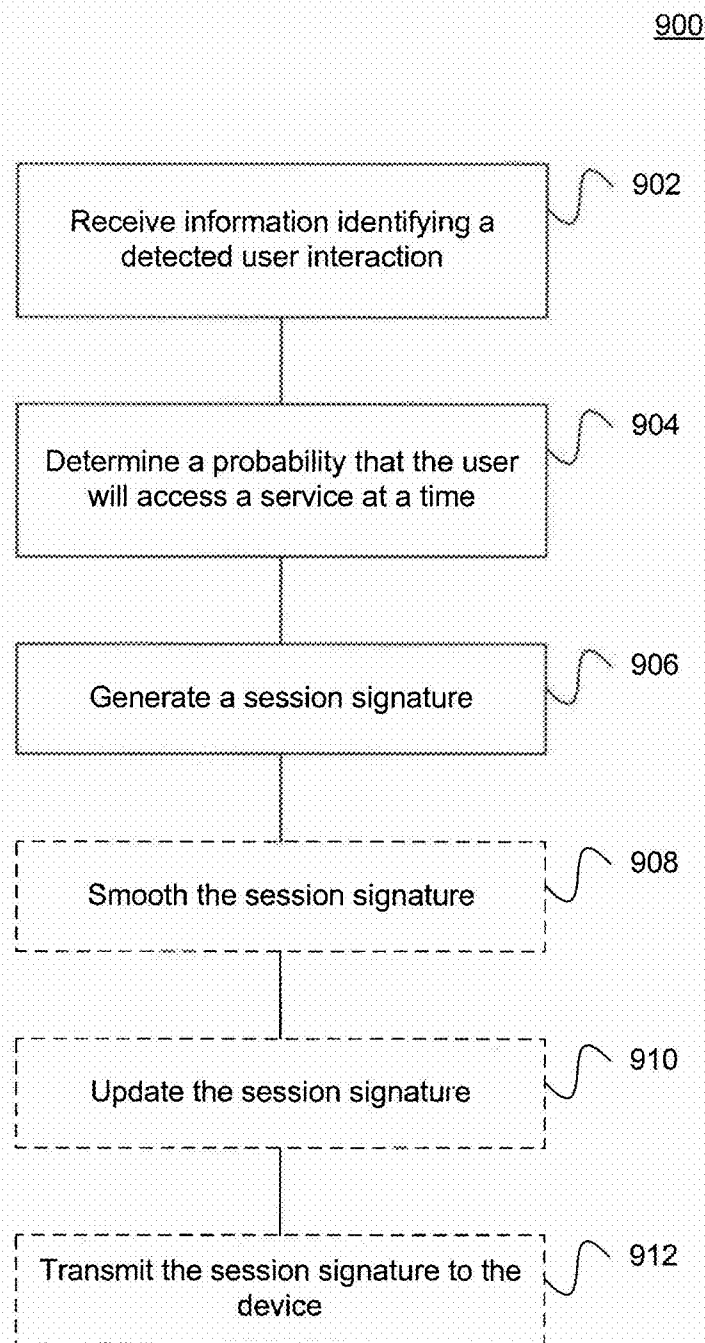 900
Receive information identifying a
detected user interaction
902
Determine a probability that the user
will access a service at a time
904
Generate a session signature
906
Smooth the session signature
908
Update the session signature
910
Transmit the session signature to the
device
912